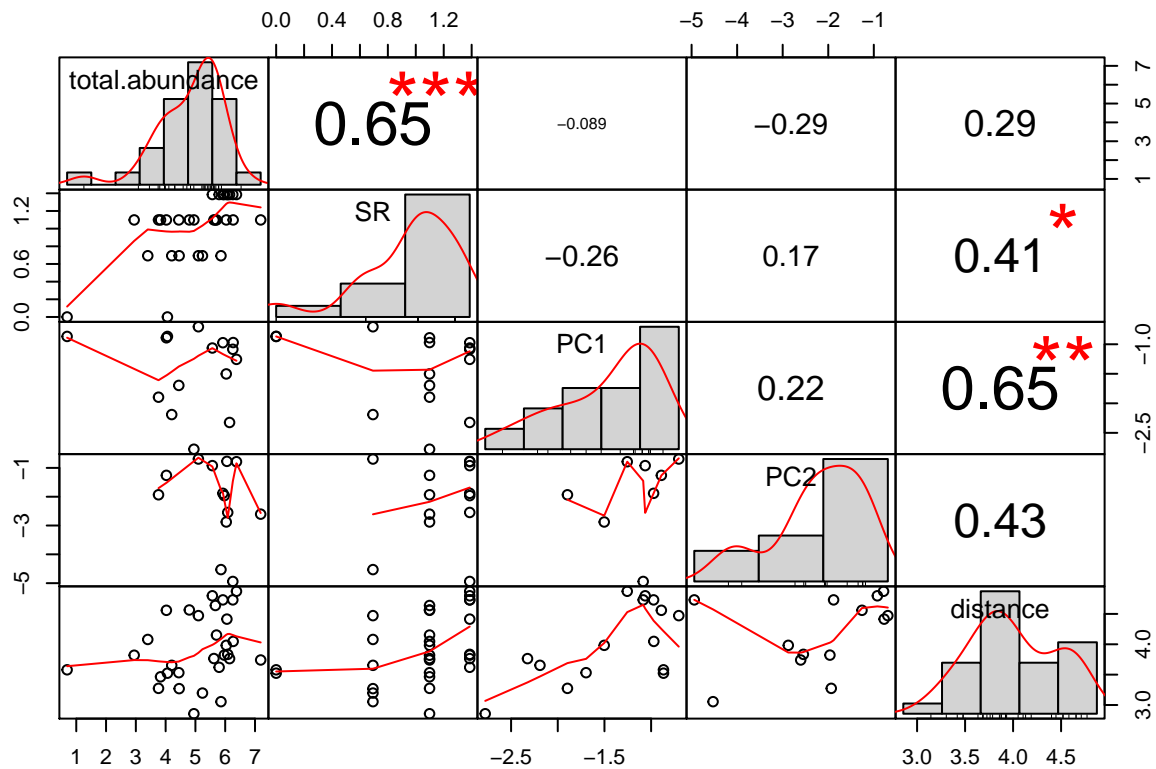 0.0 0.4 0.8 1.2 −5 −4 −3 −2 −1
total.abundance 0.65 *** −0.089 −0.29 0.29 1 3 5 7
0.0 0.6 1.2 SR −0.26 0.17 0.41 *
PC1 0.22 0.65 ** −2.5 −1.0
−5 −3 −1 PC2 0.43
distance 3.0 4.0
1 2 3 4 5 6 7 −2.5 −1.5 3.0 3.5 4.0 4.5